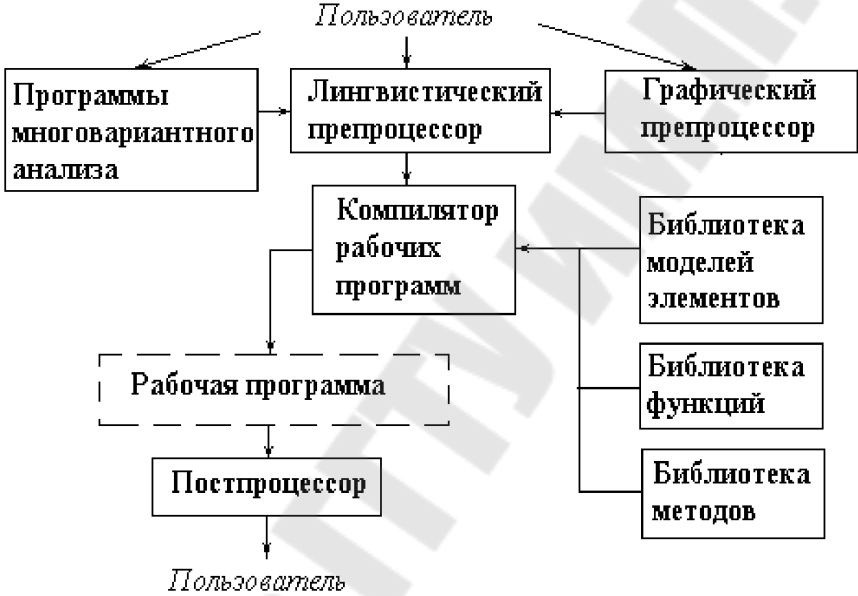 Пользователь
Программы
многовариантного
анализа
Лингвистический
препроцессор
Графический
препроцессор
Компилятор
рабочих
программ
Библиотека
моделей
элементов
Рабочая программа
Библиотека
функций
Постпроцессор
Библиотека
методов
Пользователь